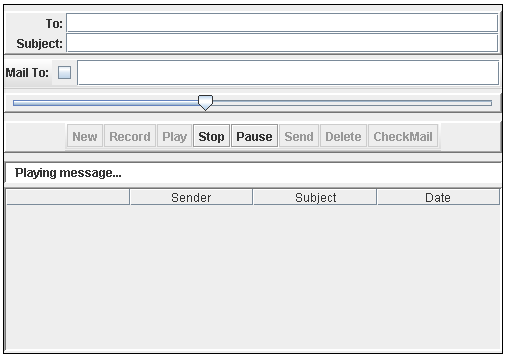 To:
Subject:
Mail To:
New Record Play Stop Pause Send Delete CheckMail
Playing message...
Sender Subject Date